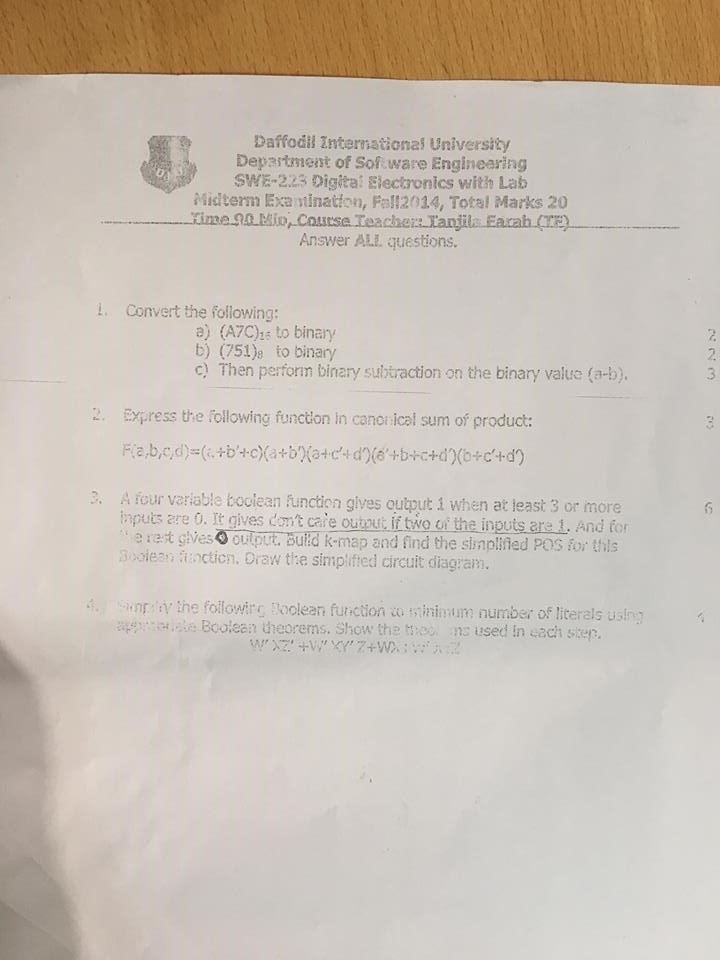 Daffodil International University
Department of Software Engineering
SWE-223 Digital Electronics with Lab
Midterm Examination, Fall2014, Total Marks 20
Time 90 Min, Course Teacher: Tanjila Farah (TF)
Answer ALL questions.
1. Convert the following:
a) (A7C)₁₆ to binary 2
b) (751)₈ to binary 2
c) Then perform binary subtraction on the binary value (a-b). 3
2. Express the following function in canonical sum of product: 3
F(a,b,c,d)=(a+b'+c)(a+b')(a+c'+d')(a'+b+c+d')(b+c'+d')
3. A four variable boolean function gives output 1 when at least 3 or more 6
inputs are 0. It gives don't care output if two of the inputs are 1. And for
the rest gives output. Build k-map and find the simplified POS for this
Boolean function. Draw the simplified circuit diagram.
4. Simplify the following Boolean function to minimum number of literals using
appropriate Boolean theorems. Show the theorems used in each step.
W' XZ' +W' XY' Z+WX